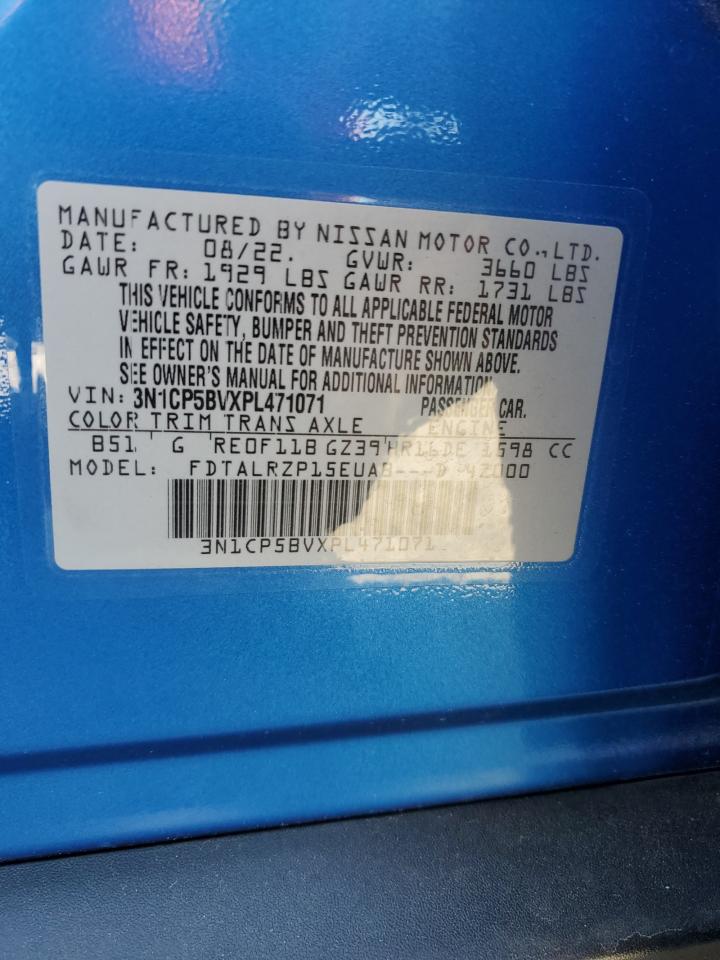 MANUFACTURED BY NISSAN MOTOR CO.,LTD.
DATE: 08/22. GVWR: 3660 LBS
GAWR FR: 1929 LBS GAWR RR: 1731 LBS
THIS VEHICLE CONFORMS TO ALL APPLICABLE FEDERAL MOTOR
VEHICLE SAFETY, BUMPER AND THEFT PREVENTION STANDARDS
IN EFFECT ON THE DATE OF MANUFACTURE SHOWN ABOVE.
SEE OWNER'S MANUAL FOR ADDITIONAL INFORMATION.
VIN: 3N1CP5BVXPL471071 PASSENGER CAR.
COLOR TRIM TRANS AXLE ENGINE
B51 G RE0F11B GZ39 HR16DE 1598 CC
MODEL: FDTALRZP15EUAB---D 42000
3N1CP5BVXPL471071